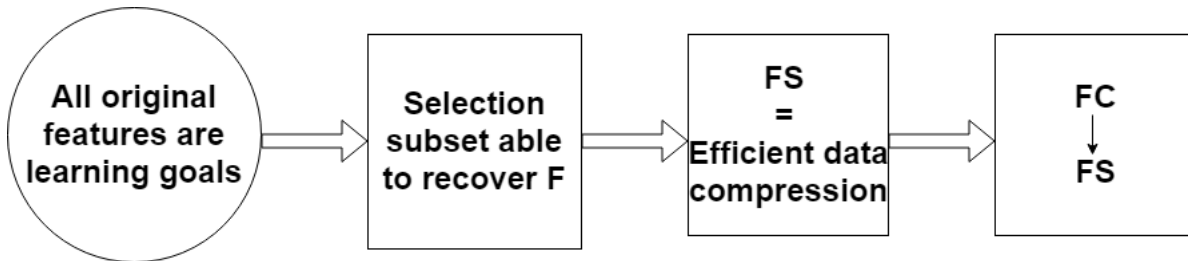 All original
features are
learning goals
Selection
subset able
to recover F
FS
=
Efficient data
compression
FC
FS